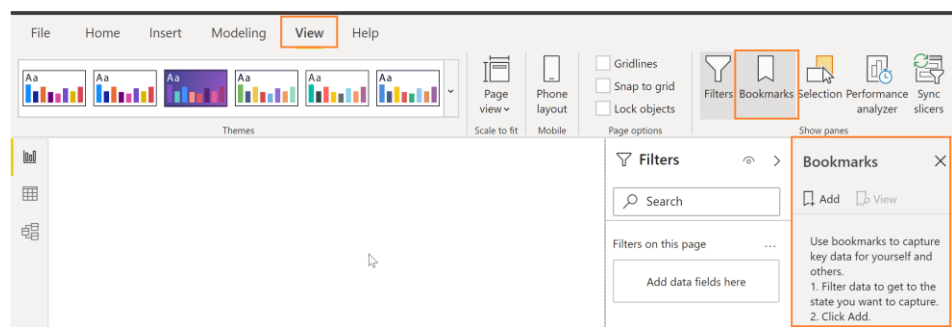 File Home Insert Modeling View Help
Aa Aa Aa Aa Aa Aa
Gridlines
Snap to grid
Lock objects
Page view
Phone layout
Filters Bookmarks Selection Performance analyzer Sync slicers
Themes Scale to fit Mobile Page options Show panes
Filters
Search
Filters on this page ...
Add data fields here
Bookmarks
Add View
Use bookmarks to capture
key data for yourself and
others.
1. Filter data to get to the
state you want to capture.
2. Click Add.